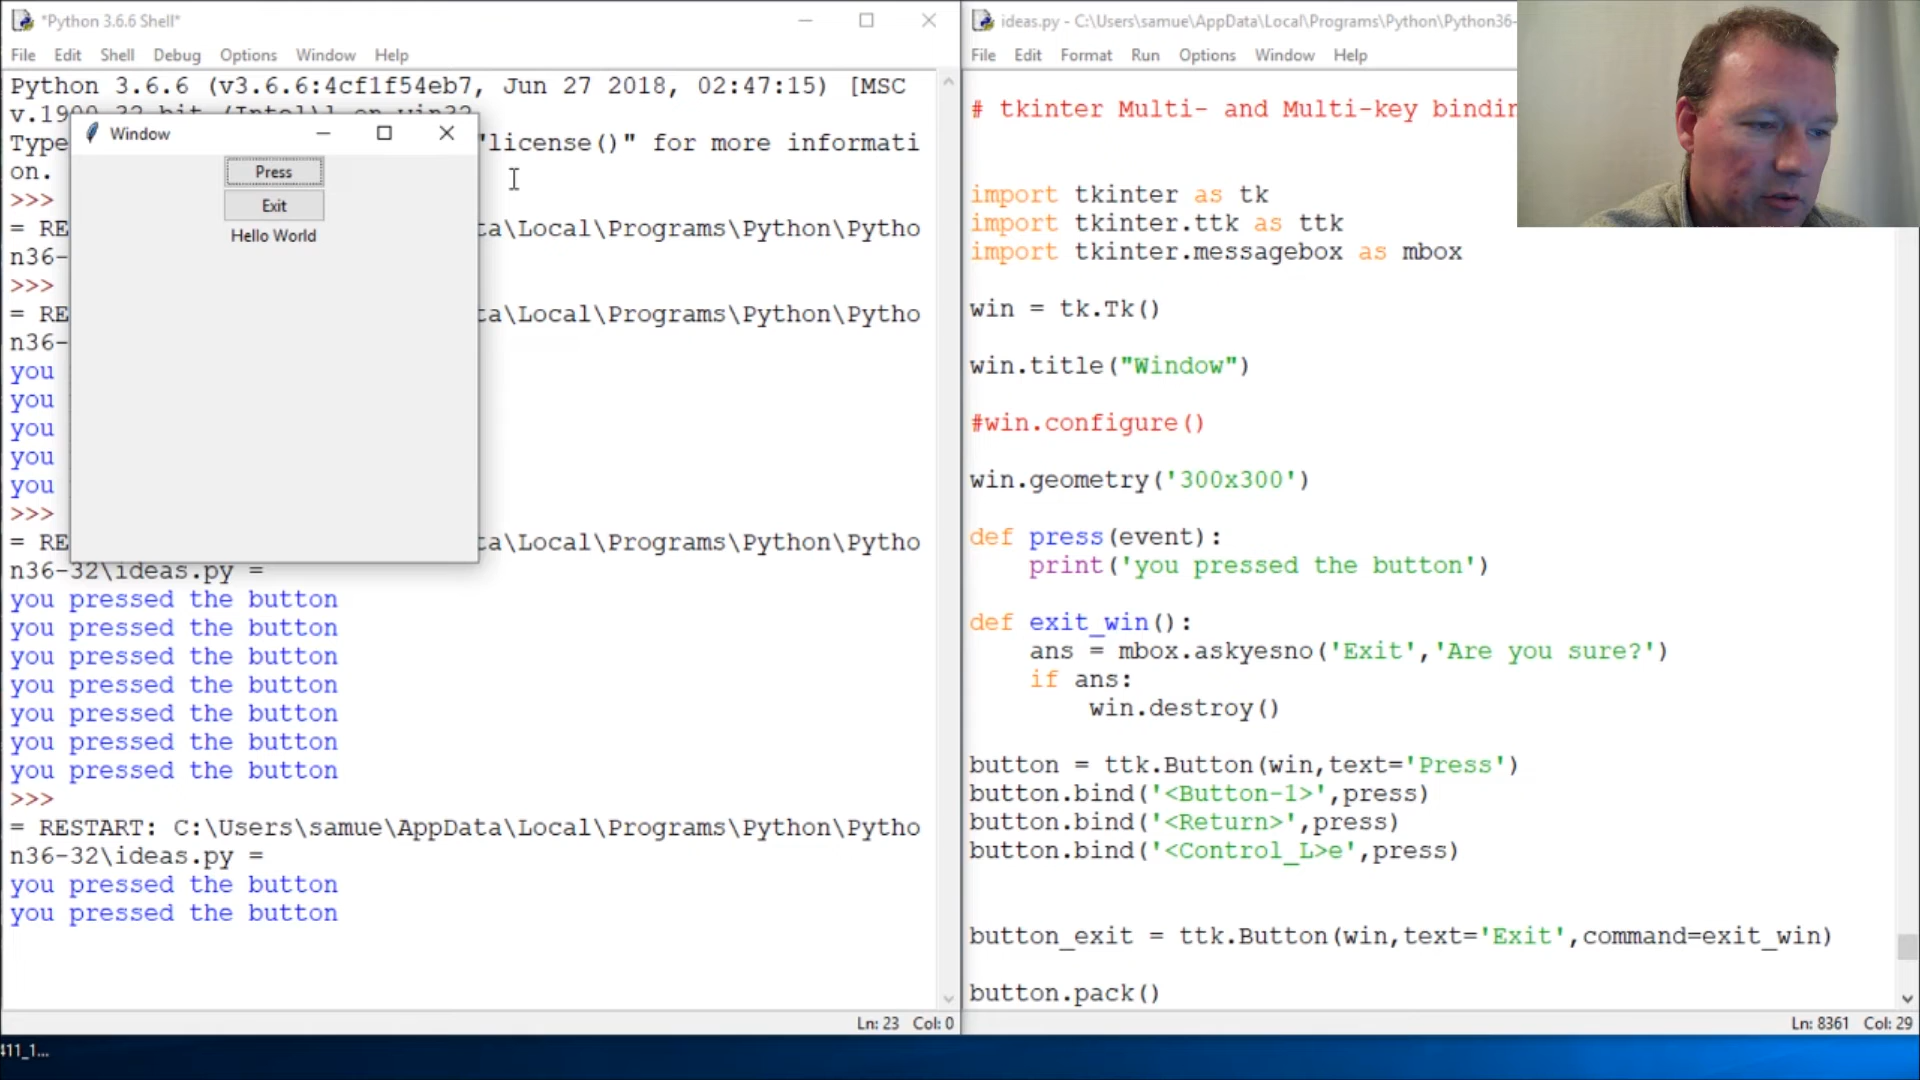 *Python 3.6.6 Shell*
File Edit Shell Debug Options Window Help
Python 3.6.6 (v3.6.6:4cf1f54eb7, Jun 27 2018, 02:47:15) [MSC
v.1900 32 bit (Intel)] on win32
Type "license()" for more informati
on.
>>>
= RE ta\Local\Programs\Python\Pytho
n36-
>>>
= RE ta\Local\Programs\Python\Pytho
n36-
you
you
you
you
you
>>>
= RE ta\Local\Programs\Python\Pytho
n36-32\ideas.py =
you pressed the button
you pressed the button
you pressed the button
you pressed the button
you pressed the button
you pressed the button
you pressed the button
>>>
= RESTART: C:\Users\samue\AppData\Local\Programs\Python\Pytho
n36-32\ideas.py =
you pressed the button
you pressed the button
Ln: 23 Col: 0
Window
Press
Exit
Hello World
ideas.py - C:\Users\samue\AppData\Local\Programs\Python\Python36-
File Edit Format Run Options Window Help
# tkinter Multi- and Multi-key bindin
import tkinter as tk
import tkinter.ttk as ttk
import tkinter.messagebox as mbox
win = tk.Tk()
win.title("Window")
#win.configure()
win.geometry('300x300')
def press(event):
print('you pressed the button')
def exit_win():
ans = mbox.askyesno('Exit','Are you sure?')
if ans:
win.destroy()
button = ttk.Button(win,text='Press')
button.bind('<Button-1>',press)
button.bind('<Return>',press)
button.bind('<Control_L>e',press)
button_exit = ttk.Button(win,text='Exit',command=exit_win)
button.pack()
Ln: 8361 Col: 29
411_1...